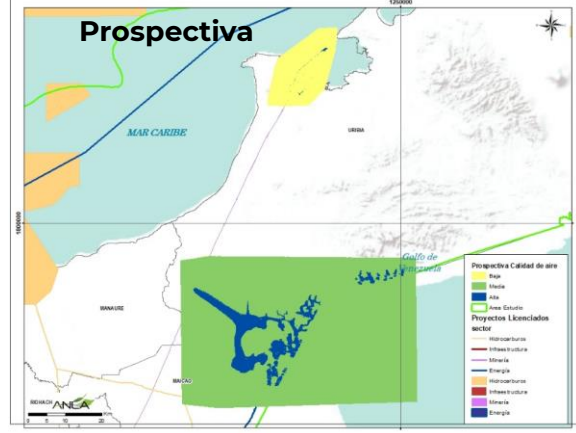 1250000
Prospectiva
MAR CARIBE
URIBIA
1800000
Golfo de
Venezuela
MANAURE
MAICAO
ANLA
Prospectiva Calidad de aire
Baja
Media
Alta
Area Estudio
Proyectos Licenciados
sector
Hidrocarburos
Infraestructura
Minería
Energía
Hidrocarburos
Infraestructura
Minería
Energía